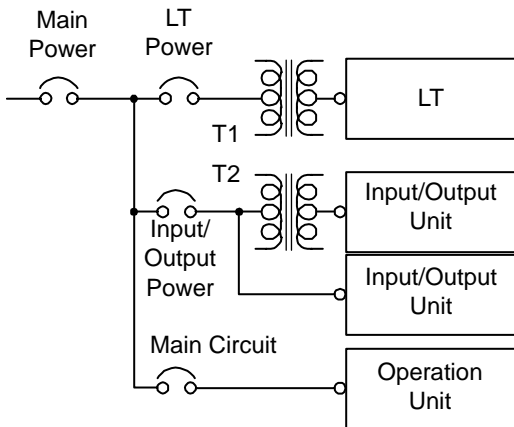 Main
Power
LT
Power
T1
LT
T2
Input/
Output
Power
Input/Output
Unit
Input/Output
Unit
Main Circuit
Operation
Unit